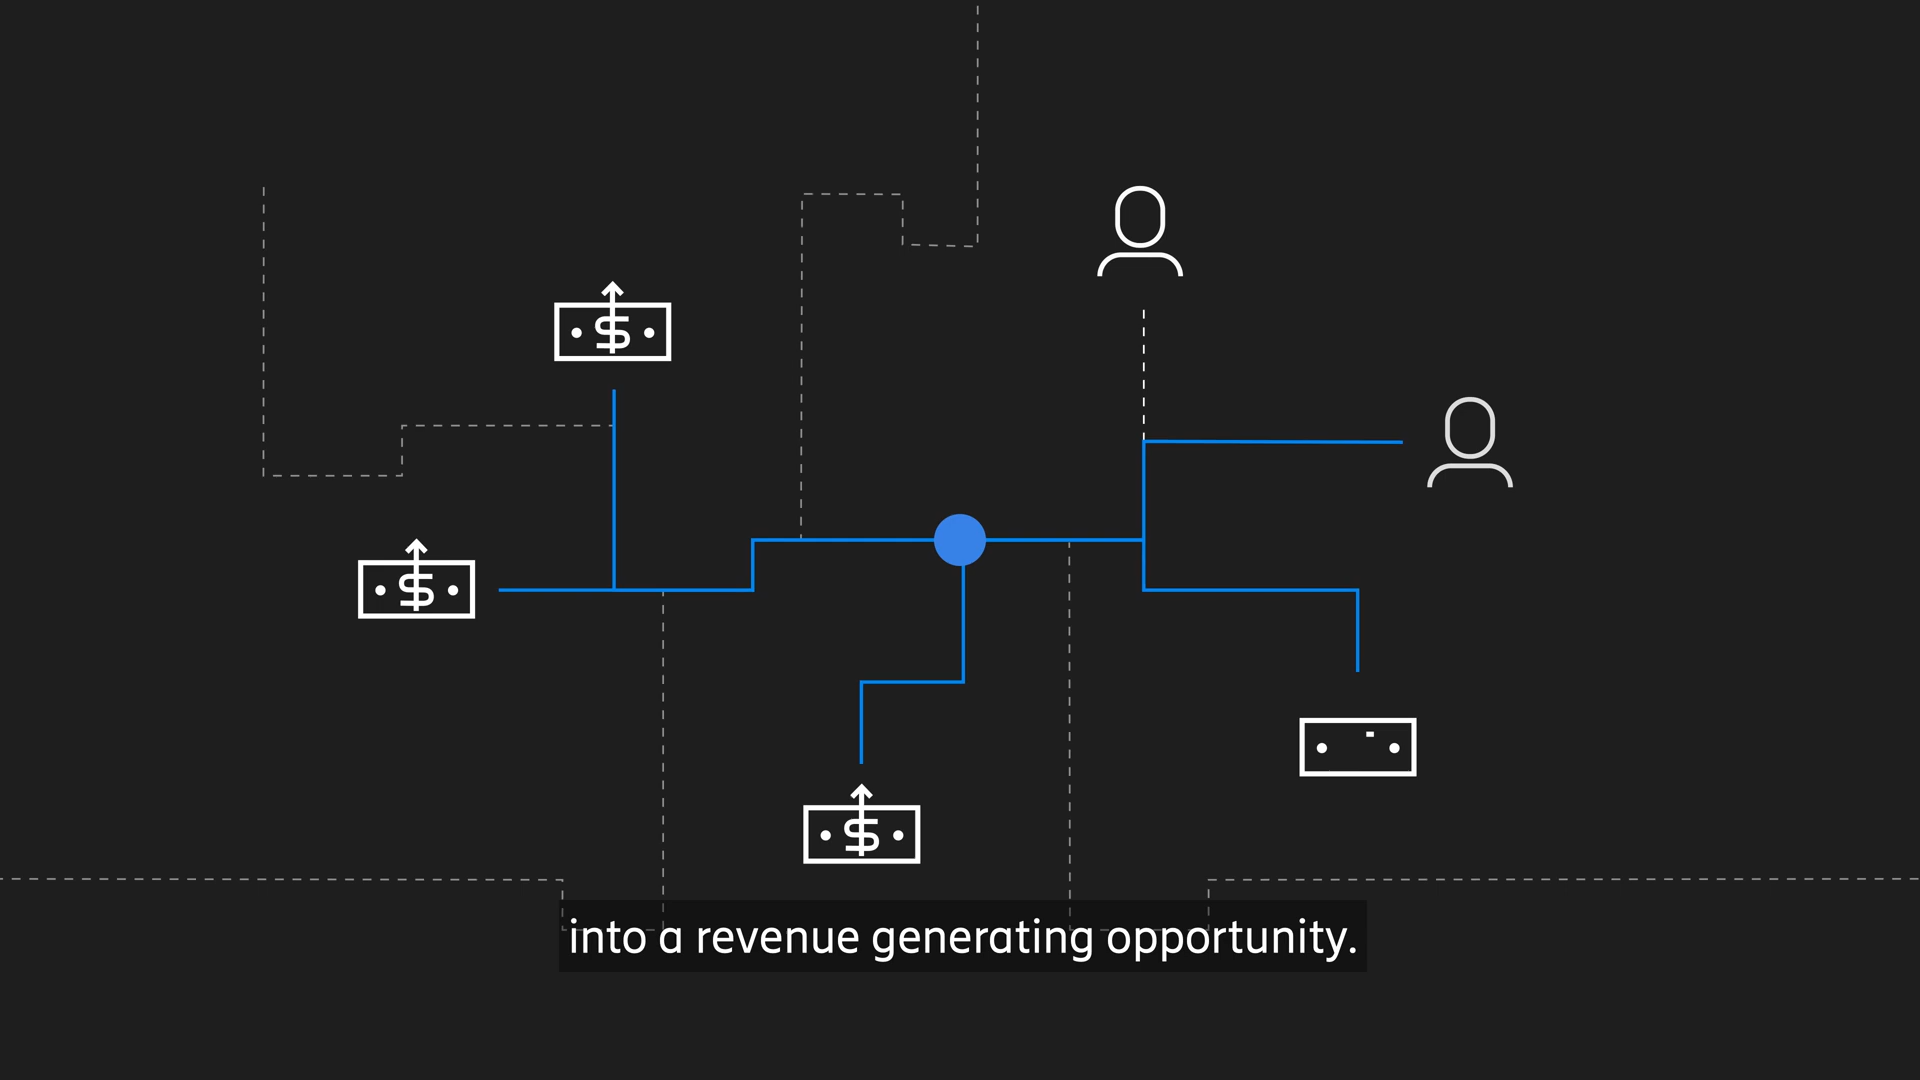 $
$
$
into a revenue generating opportunity.